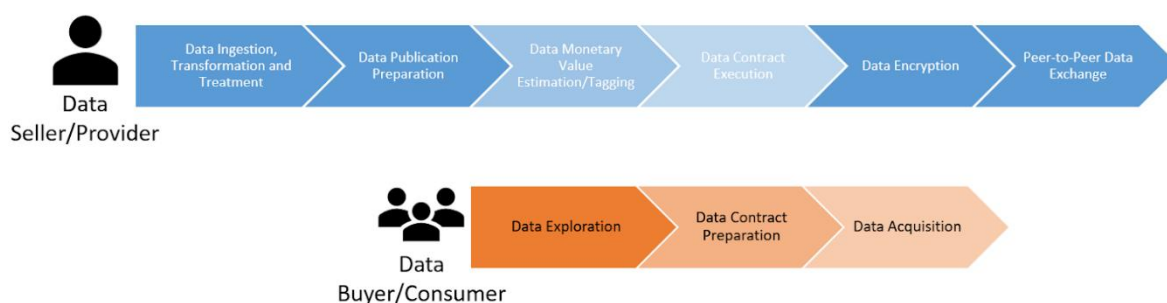 Data Ingestion,
Transformation and
Treatment
Data Publication
Preparation
Data Monetary
Value
Estimation/Tagging
Data Contract
Execution
Data Encryption
Peer-to-Peer Data
Exchange
Data
Seller/Provider
Data Exploration
Data Contract
Preparation
Data Acquisition
Data
Buyer/Consumer